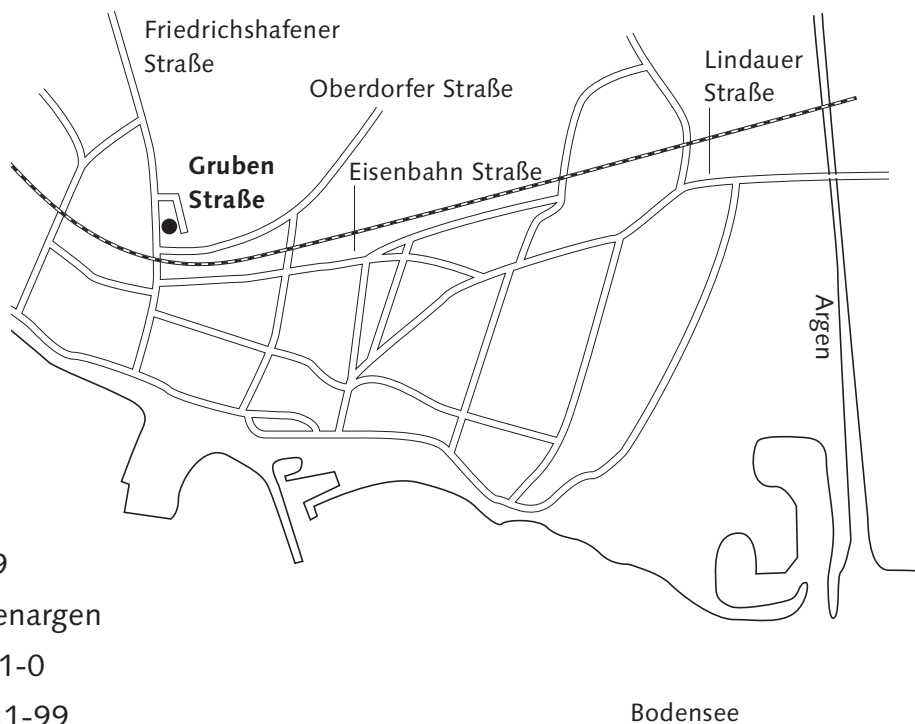 Friedrichshafener
Straße
Lindauer
Straße
Oberdorfer Straße
Gruben
Straße
Eisenbahn Straße
Argen
9
enargen
1-0
1-99
Bodensee